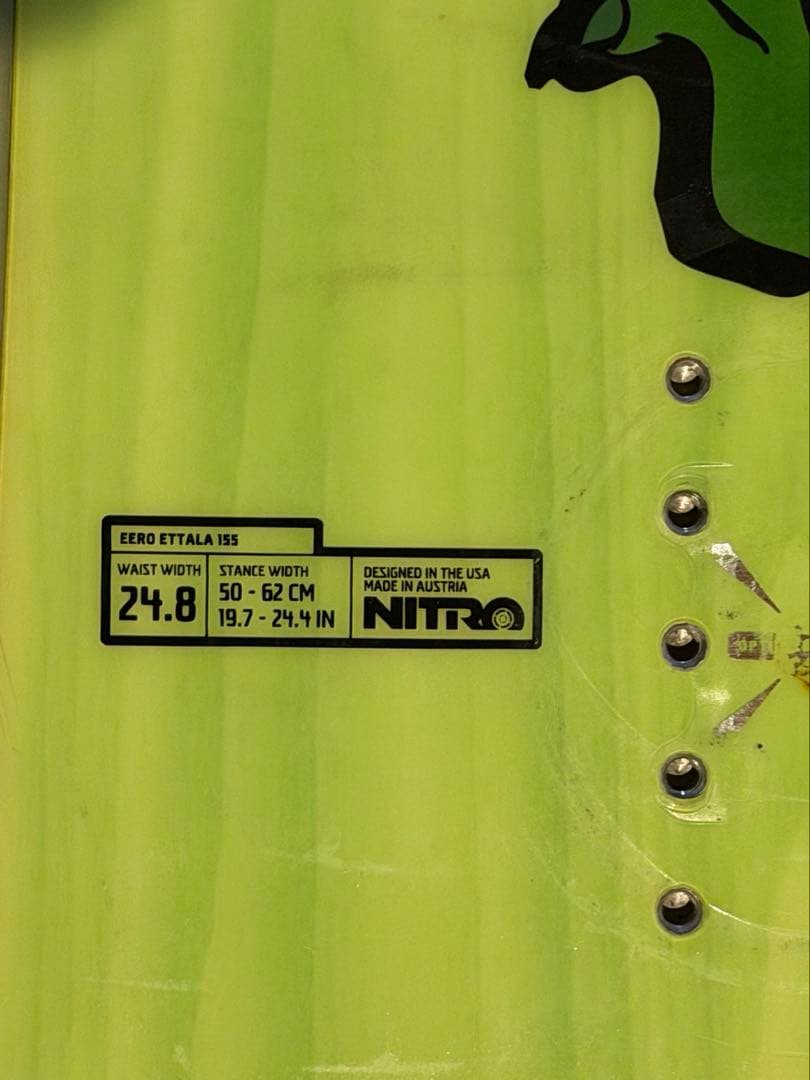 EERO ETTALA 155
WAIST WIDTH
24.8
STANCE WIDTH
50 - 62 CM
19.7 - 24.4 IN
DESIGNED IN THE USA
MADE IN AUSTRIA
NITRO